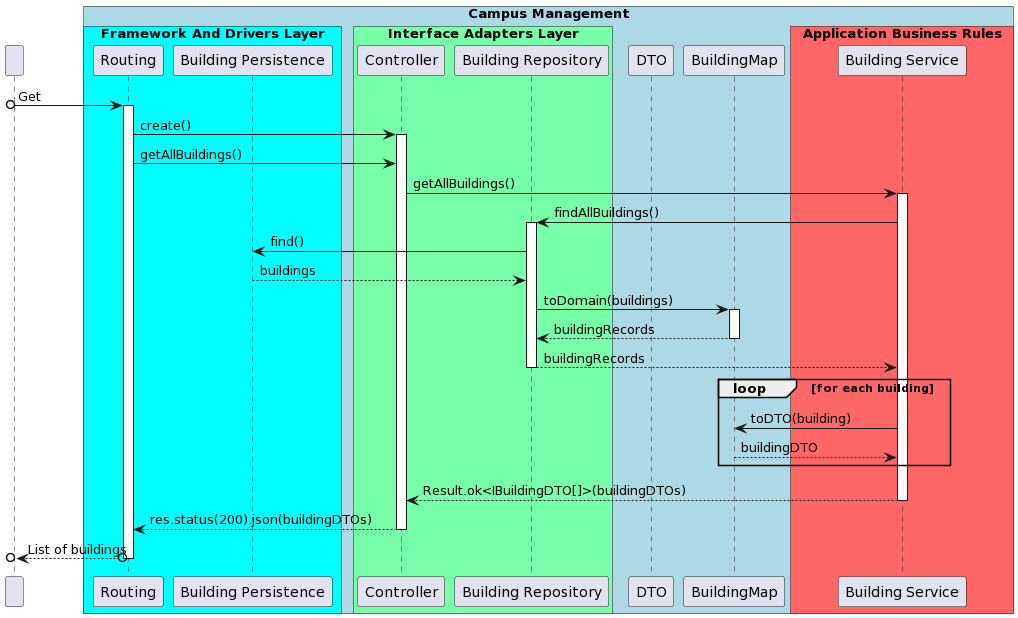 Campus Management
Framework And Drivers Layer
Interface Adapters Layer
Application Business Rules
Routing
Building Persistence
Controller
Building Repository
DTO
BuildingMap
Building Service
Get
create()
getAllBuildings()
getAllBuildings()
findAllBuildings()
find()
buildings
toDomain(buildings)
buildingRecords
buildingRecords
loop
[for each building]
toDTO(building)
buildingDTO
Result.ok<IBuildingDTO[]>(buildingDTOs)
res.status(200).json(buildingDTOs)
List of buildings
Routing
Building Persistence
Controller
Building Repository
DTO
BuildingMap
Building Service